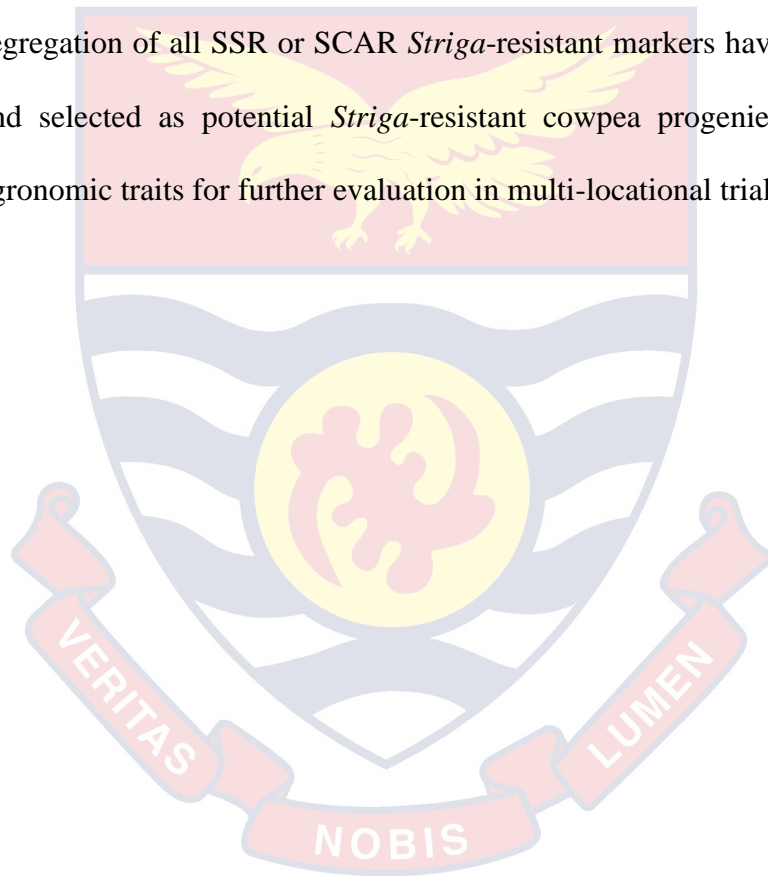 egregation of all SSR or SCAR Striga-resistant markers hav
nd selected as potential Striga-resistant cowpea progenie
gronomic traits for further evaluation in multi-locational trial
VERITAS
NOBIS
LUMEN